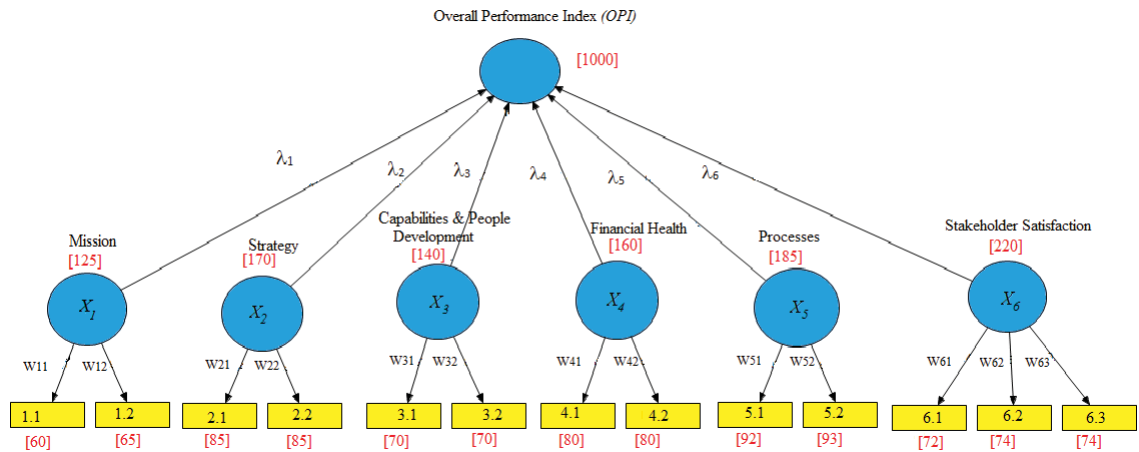 Overall Performance Index (OPI)
[1000]
λ1
λ2
λ3
λ4
λ5
λ6
Mission
[125]
Strategy
[170]
Capabilities & People
Development
[140]
Financial Health
[160]
Processes
[185]
Stakeholder Satisfaction
[220]
X1
X2
X3
X4
X5
X6
W11
W12
W21
W22
W31
W32
W41
W42
W51
W52
W61
W62
W63
1.1
1.2
2.1
2.2
3.1
3.2
4.1
4.2
5.1
5.2
6.1
6.2
6.3
[60]
[65]
[85]
[85]
[70]
[70]
[80]
[80]
[92]
[93]
[72]
[74]
[74]